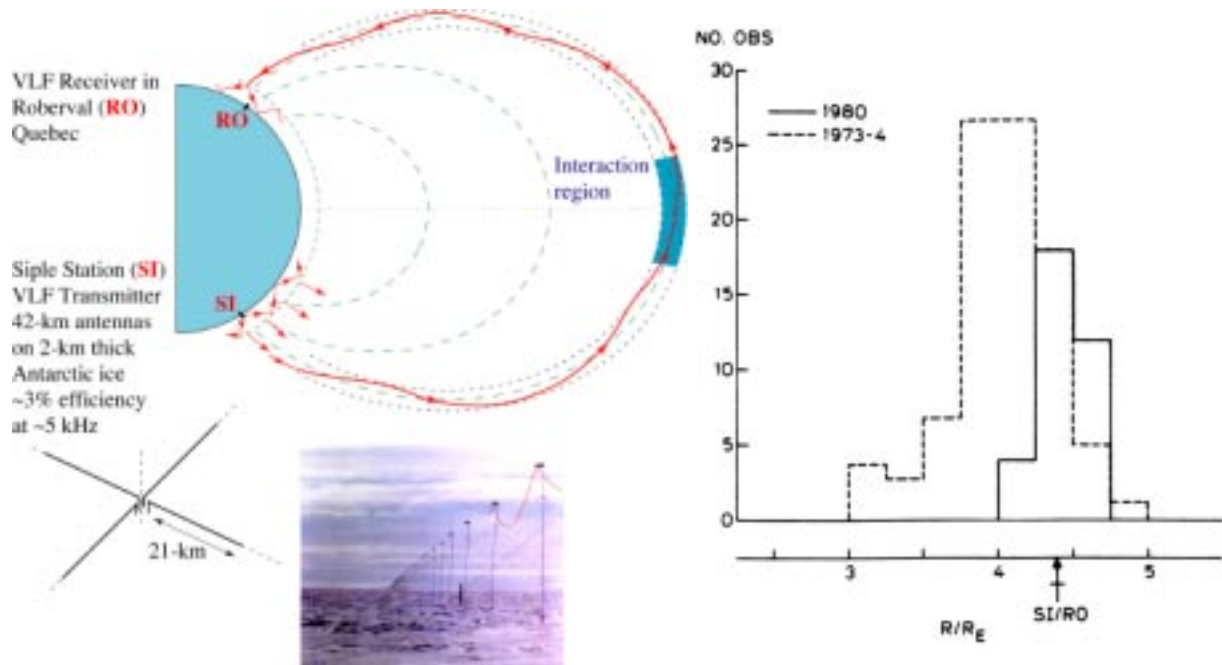 VLF Receiver in
Roberval (RO)
Quebec
RO
Interaction
region
Siple Station (SI)
VLF Transmitter
42-km antennas
on 2-km thick
Antarctic ice
~3% efficiency
at ~5 kHz
SI
21-km
NO. OBS
30
25
20
15
10
5
0
1980
1973-4
3
4
5
SI/RO
R/RE